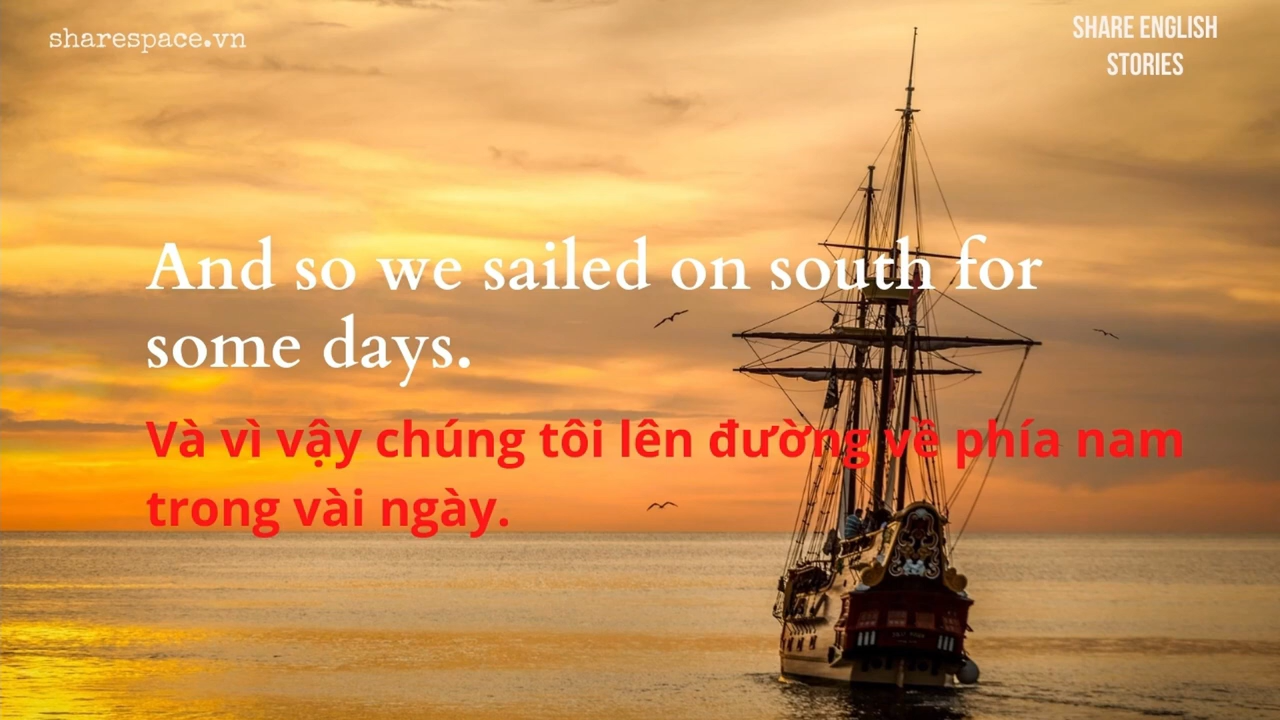 sharespace.vn
SHARE ENGLISH
STORIES
And so we sailed on south for
some days.
Và vì vậy chúng tôi lên đường về phía nam
trong vài ngày.